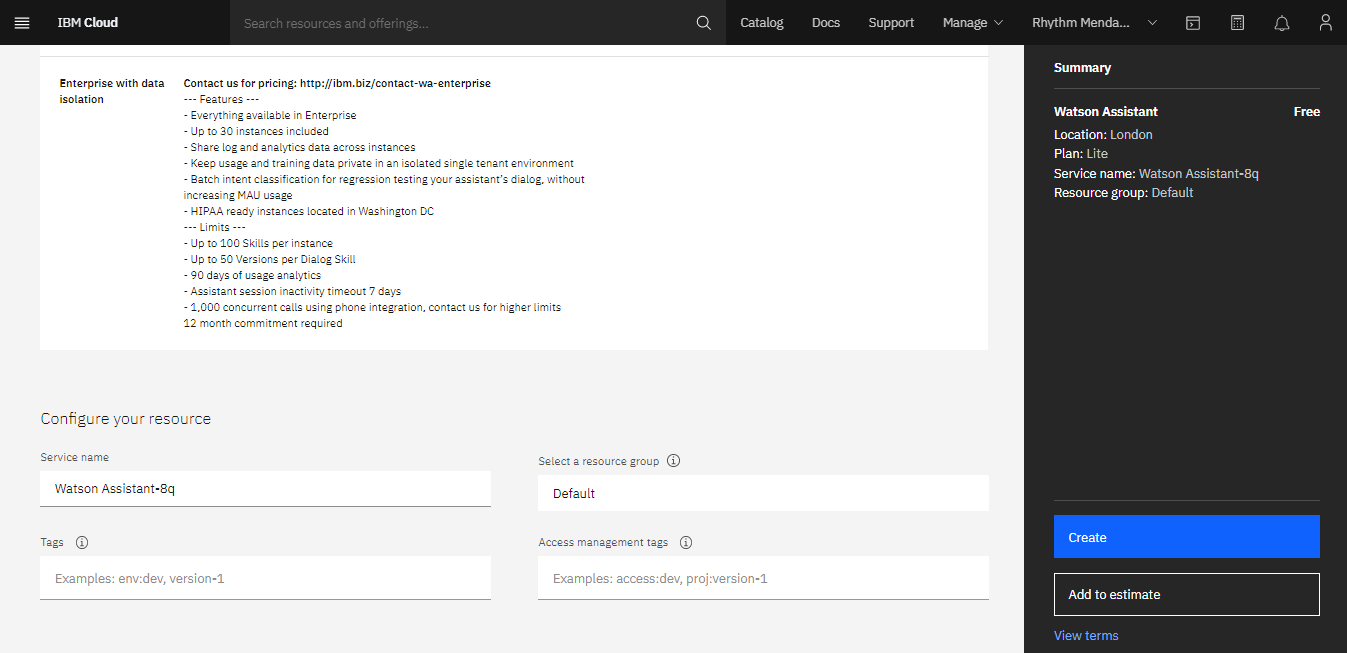 IBM Cloud
Search resources and offerings...
Catalog
Docs
Support
Manage
Rhythm Menda...
Enterprise with data
isolation
Contact us for pricing: http://ibm.biz/contact-wa-enterprise
--- Features ---
- Everything available in Enterprise
- Up to 30 instances included
- Share log and analytics data across instances
- Keep usage and training data private in an isolated single tenant environment
- Batch intent classification for regression testing your assistant's dialog, without
increasing MAU usage
- HIPAA ready instances located in Washington DC
--- Limits ---
- Up to 100 Skills per instance
- Up to 50 Versions per Dialog Skill
- 90 days of usage analytics
- Assistant session inactivity timeout 7 days
- 1,000 concurrent calls using phone integration, contact us for higher limits
12 month commitment required
Configure your resource
Service name
Watson Assistant-8q
Select a resource group
Default
Tags
Examples: env:dev, version-1
Access management tags
Examples: access:dev, proj:version-1
Summary
Watson Assistant Free
Location: London
Plan: Lite
Service name: Watson Assistant-8q
Resource group: Default
Create
Add to estimate
View terms